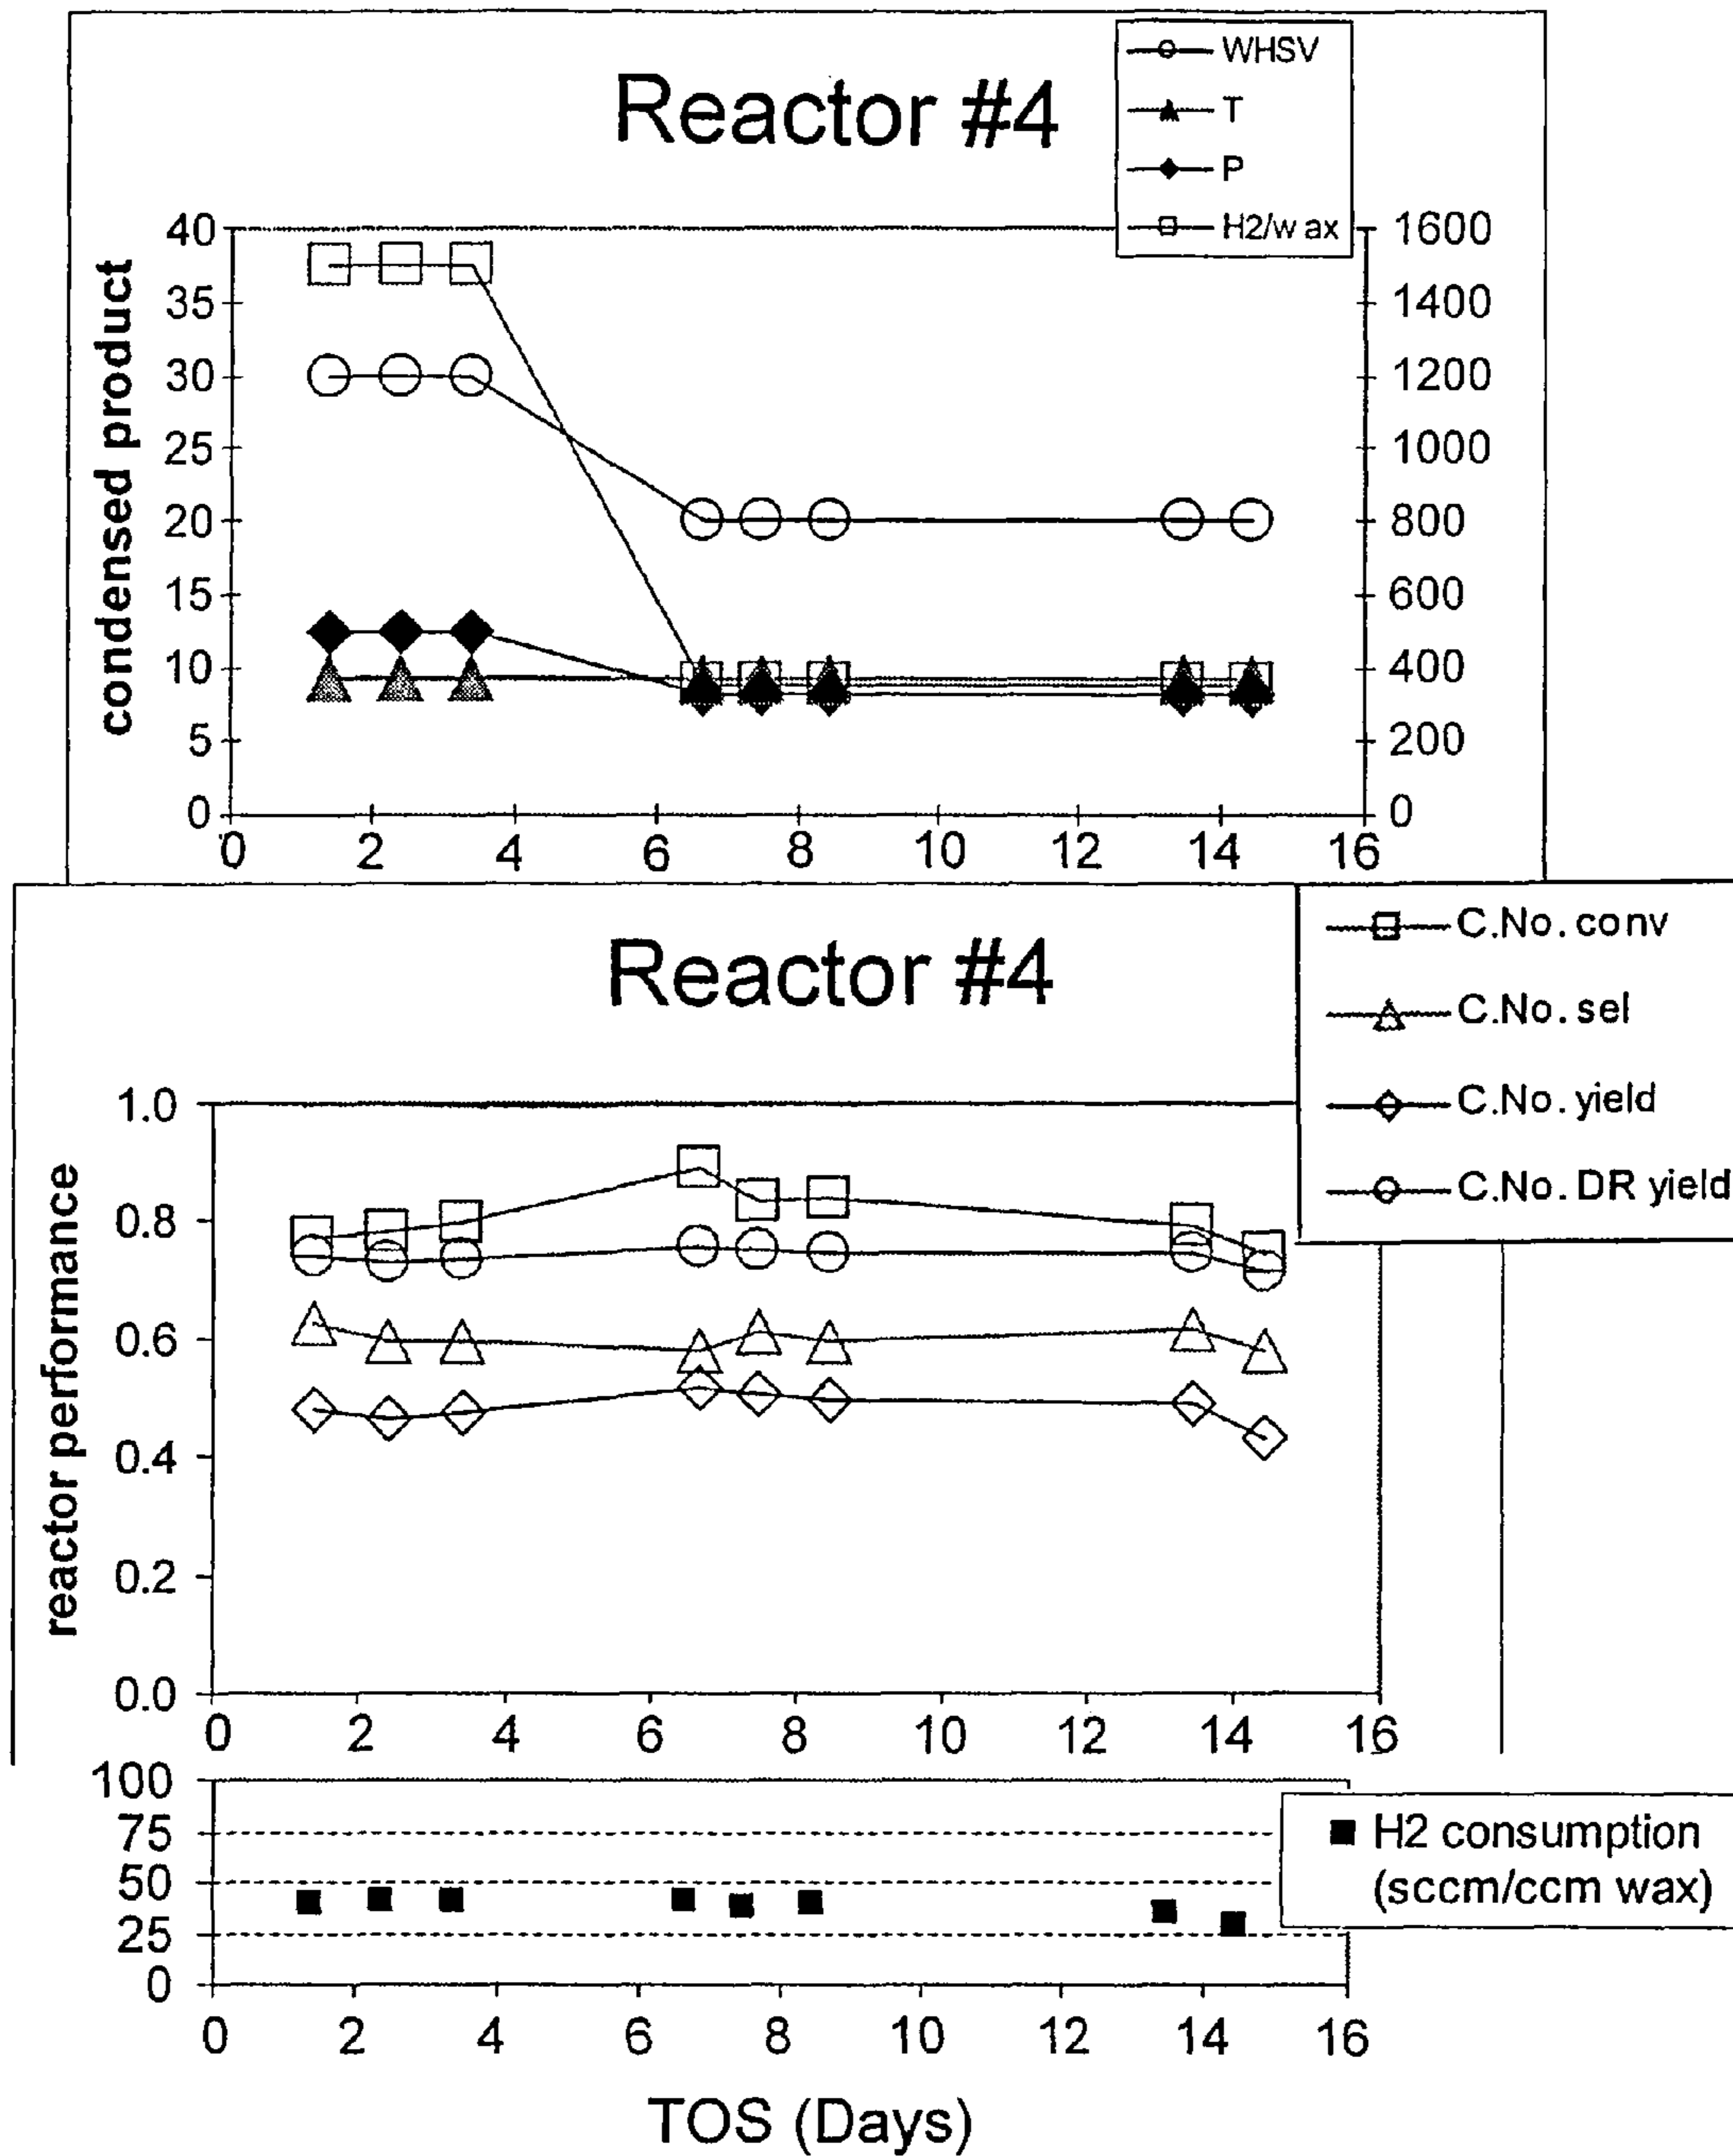 Reactor #4
WHSV
T
P
H2/w ax
condensed product
40
35
30
25
20
15
10
5
0
1600
1400
1200
1000
800
600
400
200
0
0 2 4 6 8 10 12 14 16
Reactor #4
C.No. conv
C.No. sel
C.No. yield
C.No. DR yield
reactor performance
1.0
0.8
0.6
0.4
0.2
0.0
0 2 4 6 8 10 12 14 16
100
75
50
25
0
H2 consumption
(sccm/ccm wax)
0 2 4 6 8 10 12 14 16
TOS (Days)